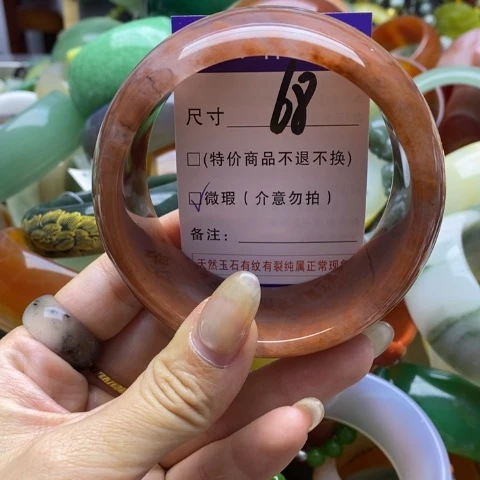 尺寸 68
□(特价商品不退不换)
☑微瑕(介意勿拍)
备注:
天然玉石有纹有裂纯属正常现